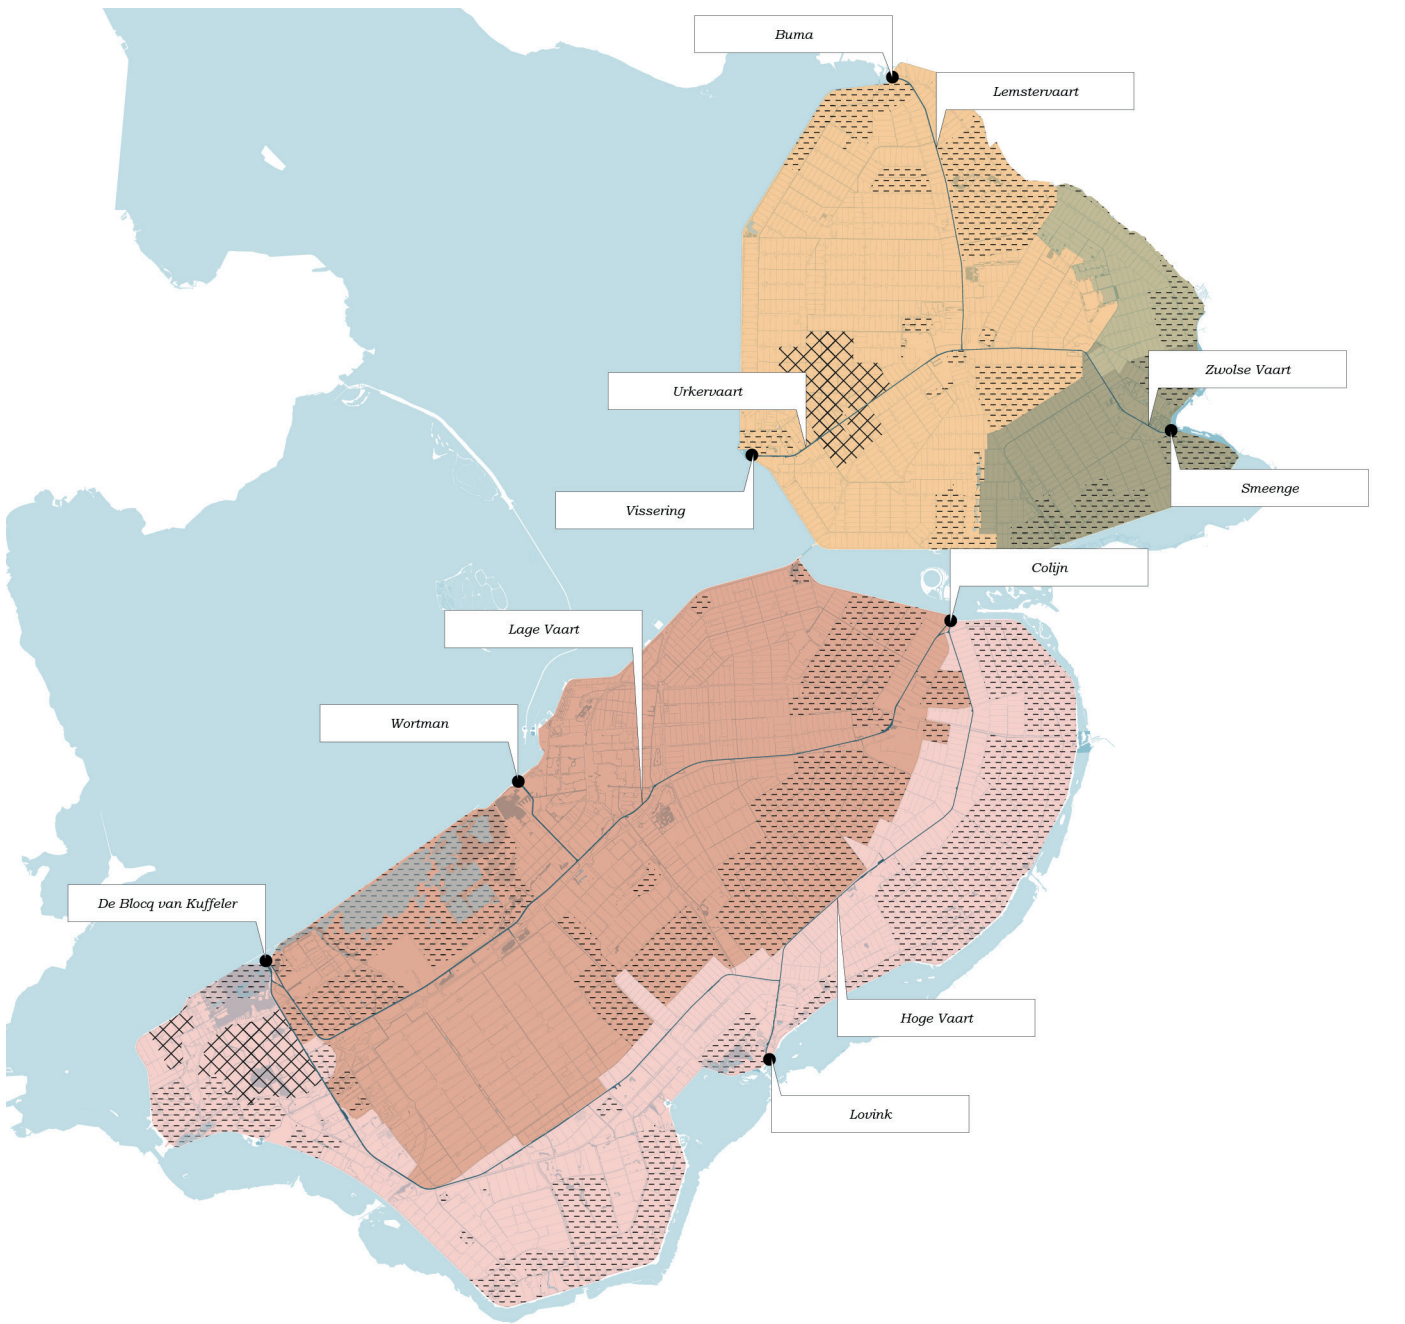 Buma
Lemstervaart
Zwolse Vaart
Urkervaart
Smeenge
Vissering
Colijn
Lage Vaart
Wortman
De Blocq van Kuffeler
Hoge Vaart
Lovink